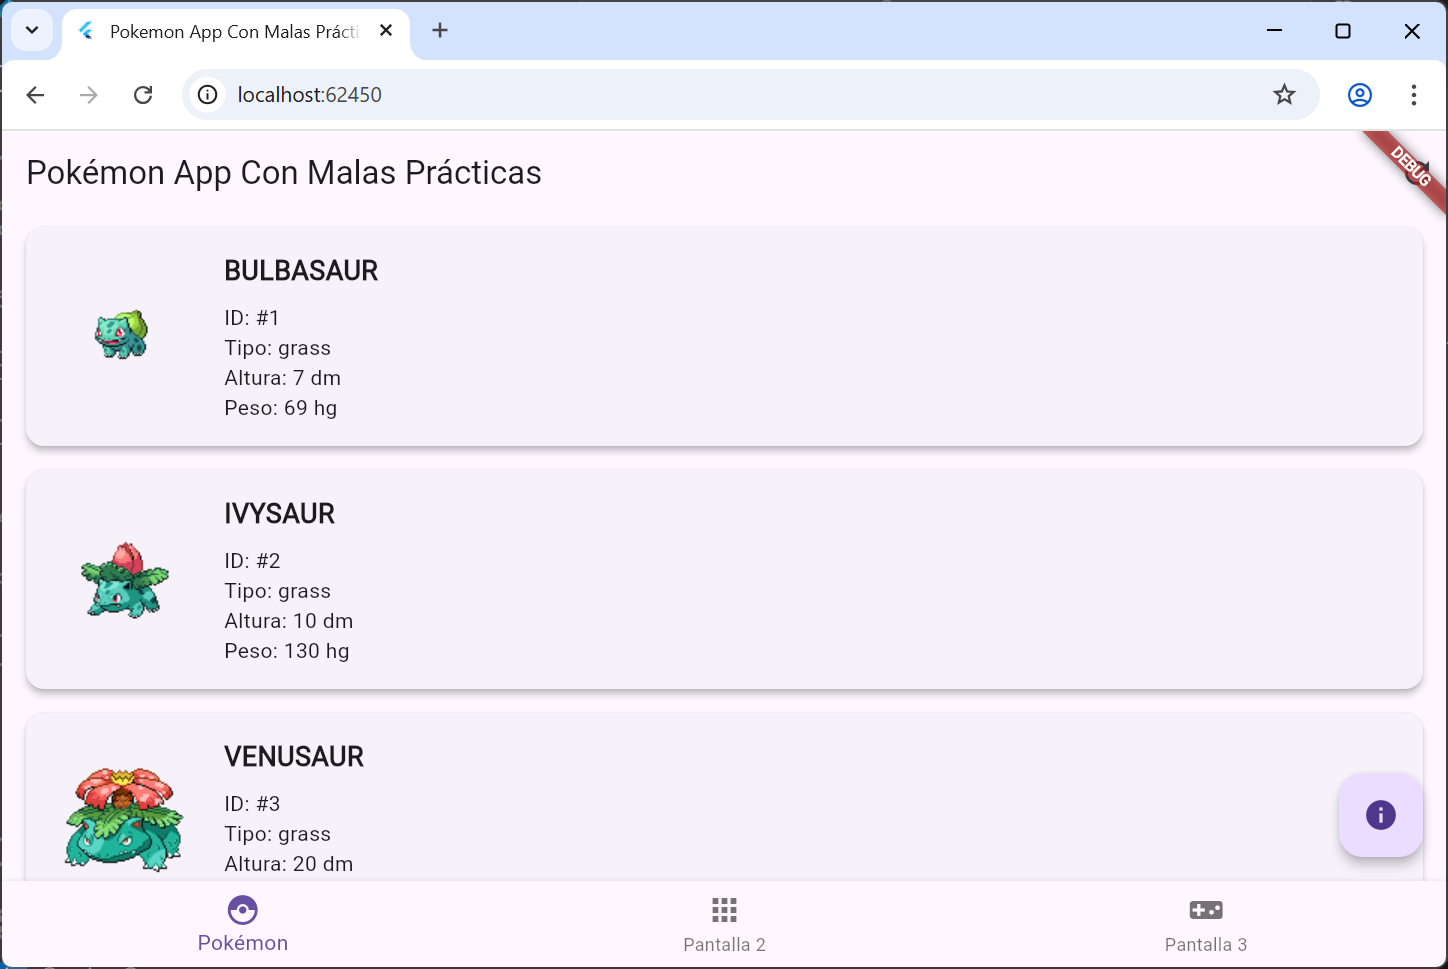 Pokemon App Con Malas Prácti
localhost:62450
Pokémon App Con Malas Prácticas
DEBUG
BULBASAUR
ID: #1
Tipo: grass
Altura: 7 dm
Peso: 69 hg
IVYSAUR
ID: #2
Tipo: grass
Altura: 10 dm
Peso: 130 hg
VENUSAUR
ID: #3
Tipo: grass
Altura: 20 dm
Pokémon
Pantalla 2
Pantalla 3